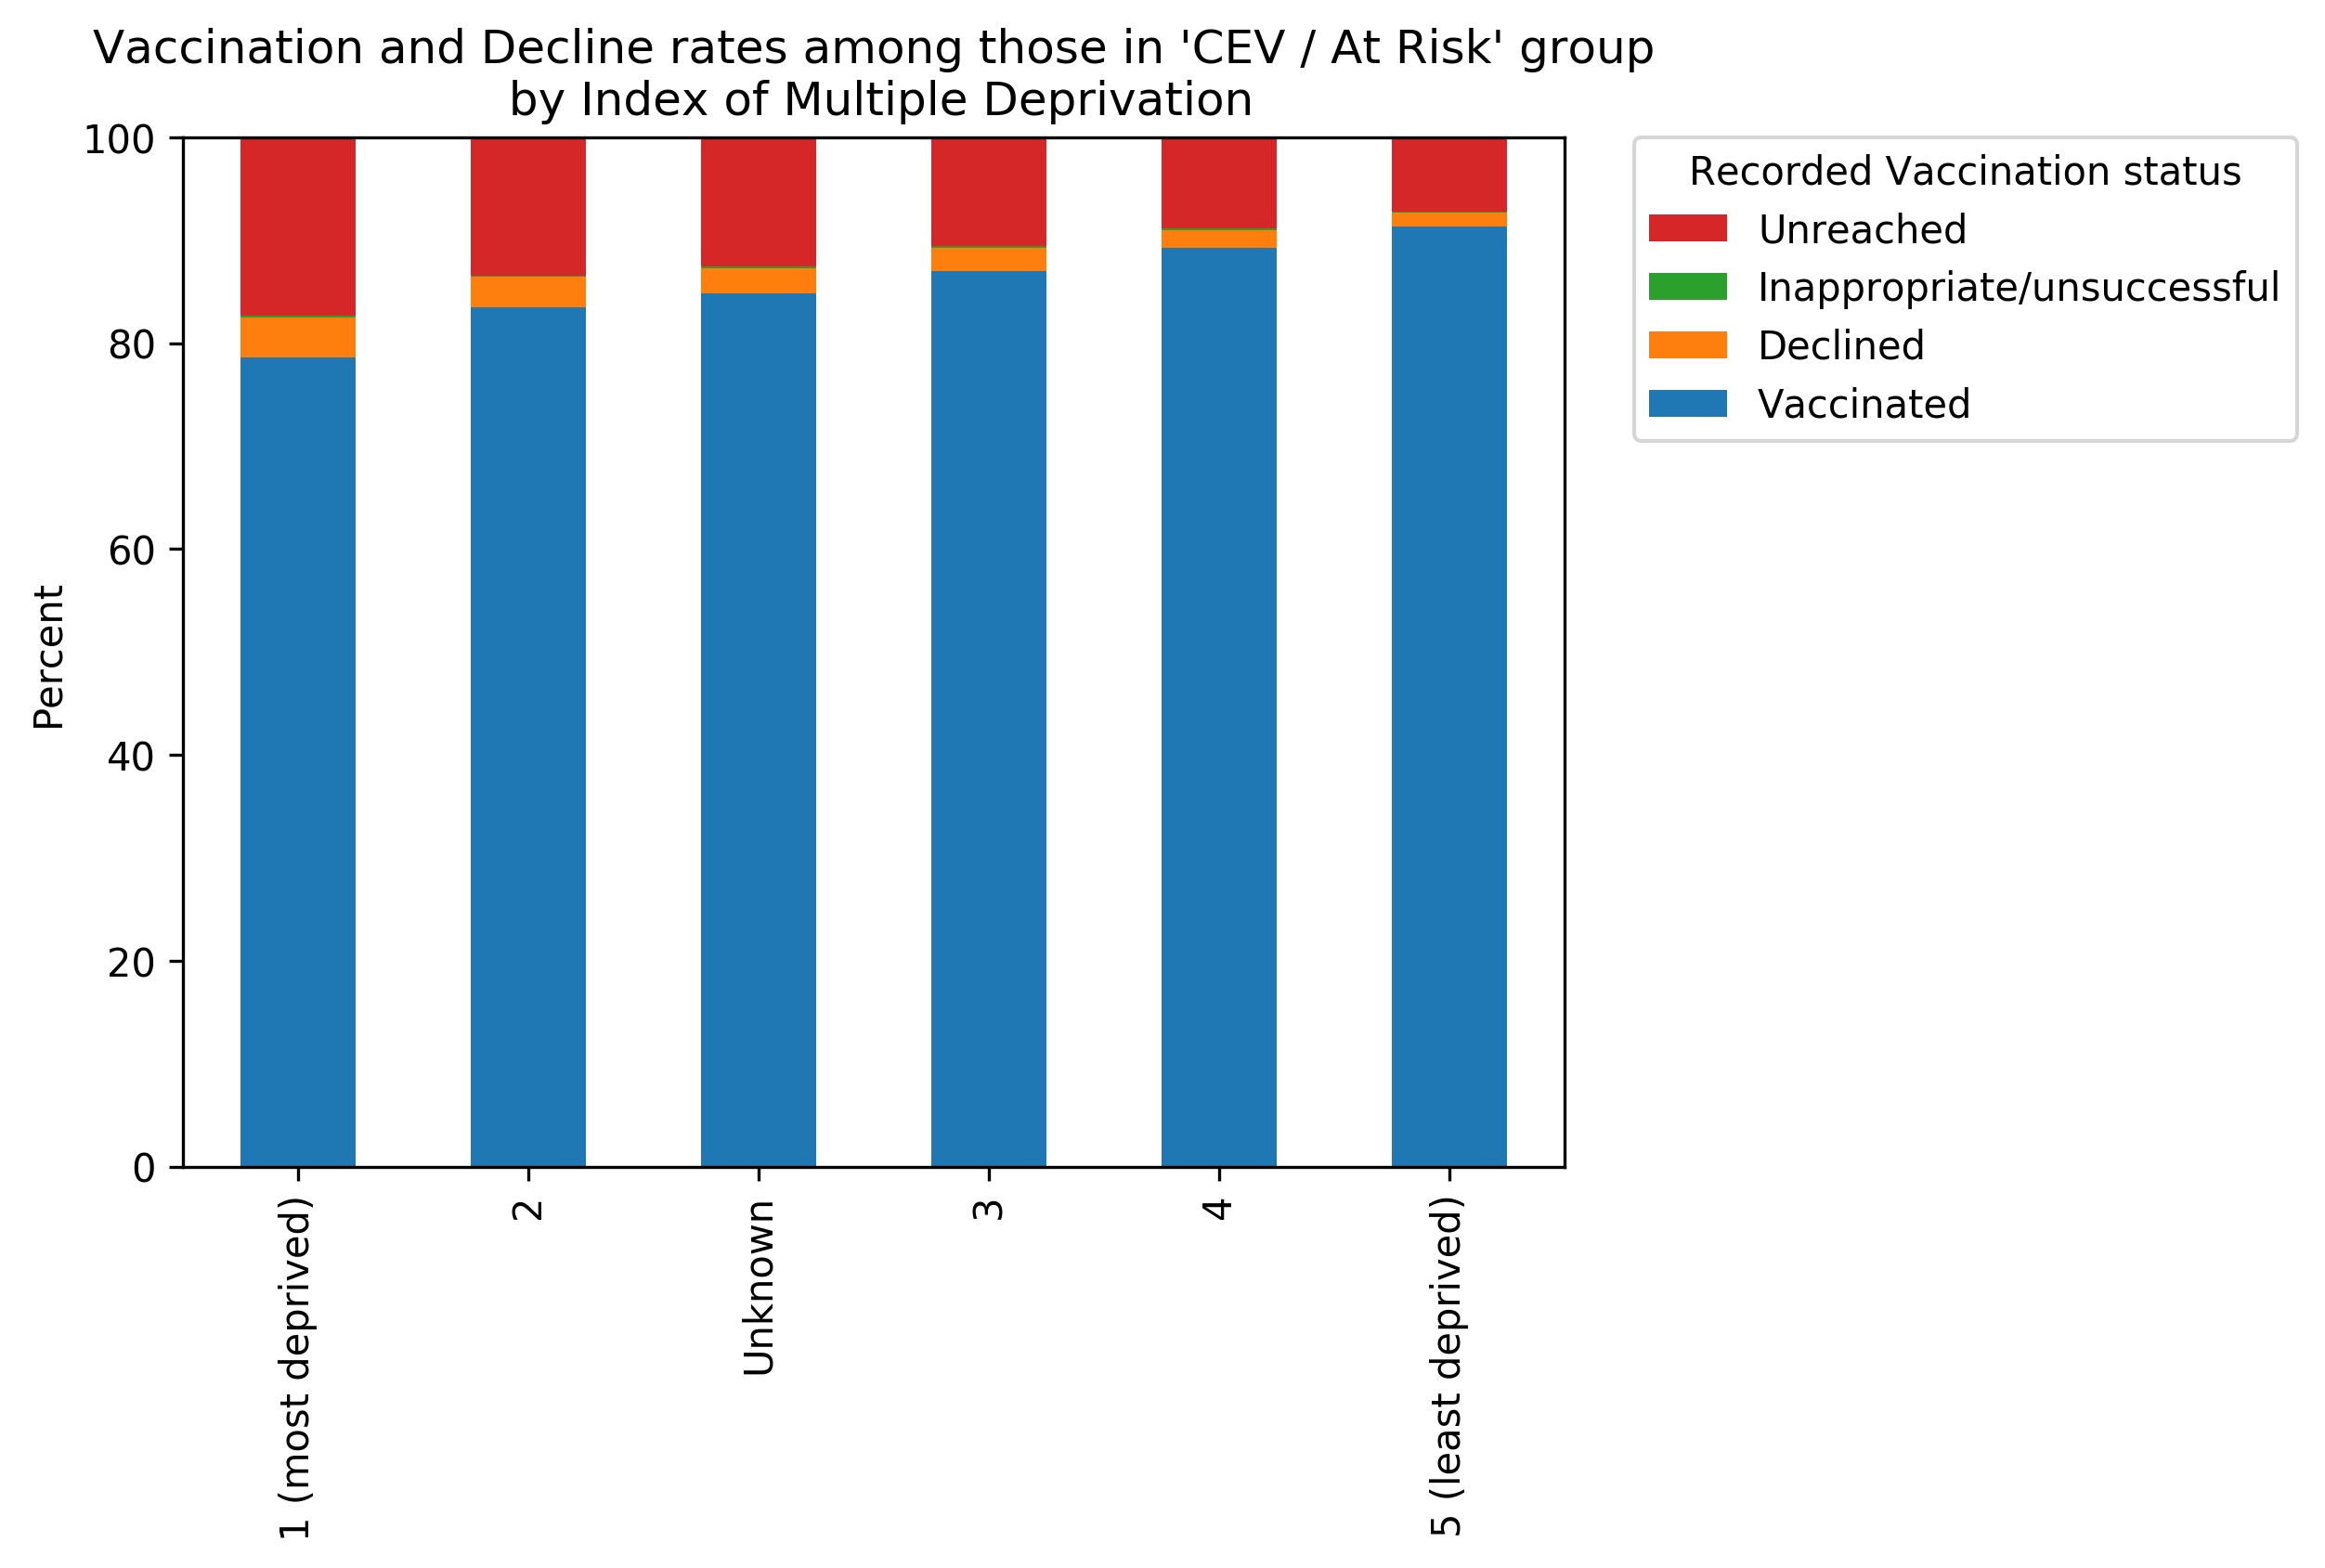 Vaccination and Decline rates among those in 'CEV / At Risk' group
by Index of Multiple Deprivation
100
80
60
40
20
0
Percent
1 (most deprived)
2
Unknown
3
4
5 (least deprived)
Recorded Vaccination status
Unreached
Inappropriate/unsuccessful
Declined
Vaccinated